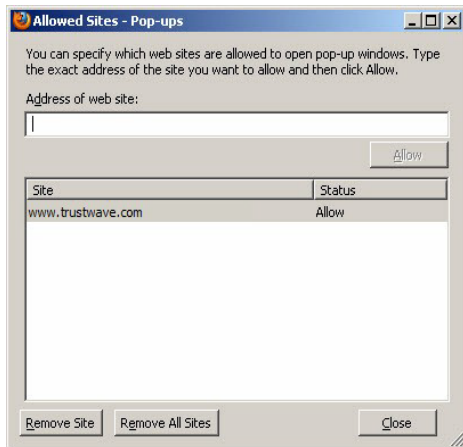 Allowed Sites - Pop-ups
You can specify which web sites are allowed to open pop-up windows. Type
the exact address of the site you want to allow and then click Allow.
Address of web site:
Allow
Site Status
www.trustwave.com Allow
Remove Site Remove All Sites Close